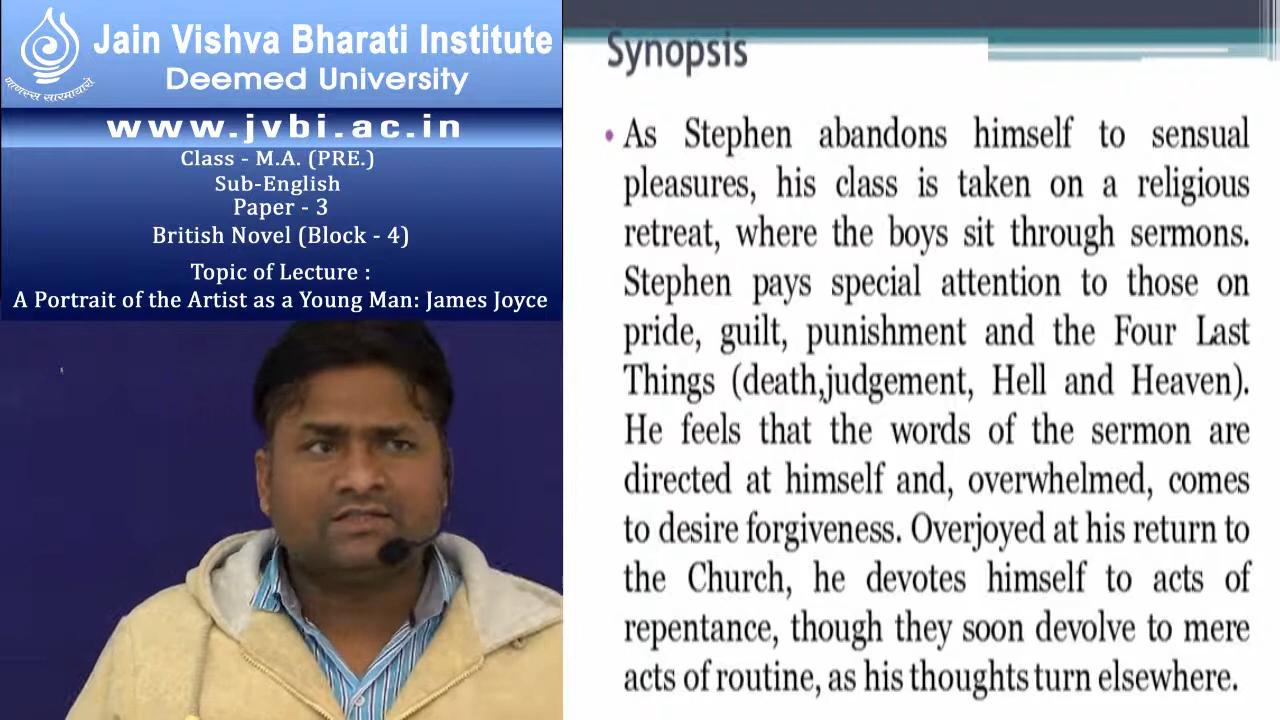 Jain Vishva Bharati Institute
Deemed University
णाणस्स सारमायारो
www.jvbi.ac.in
Class - M.A. (PRE.)
Sub-English
Paper - 3
British Novel (Block - 4)
Topic of Lecture :
A Portrait of the Artist as a Young Man: James Joyce
Synopsis
• As Stephen abandons himself to sensual
pleasures, his class is taken on a religious
retreat, where the boys sit through sermons.
Stephen pays special attention to those on
pride, guilt, punishment and the Four Last
Things (death,judgement, Hell and Heaven).
He feels that the words of the sermon are
directed at himself and, overwhelmed, comes
to desire forgiveness. Overjoyed at his return to
the Church, he devotes himself to acts of
repentance, though they soon devolve to mere
acts of routine, as his thoughts turn elsewhere.